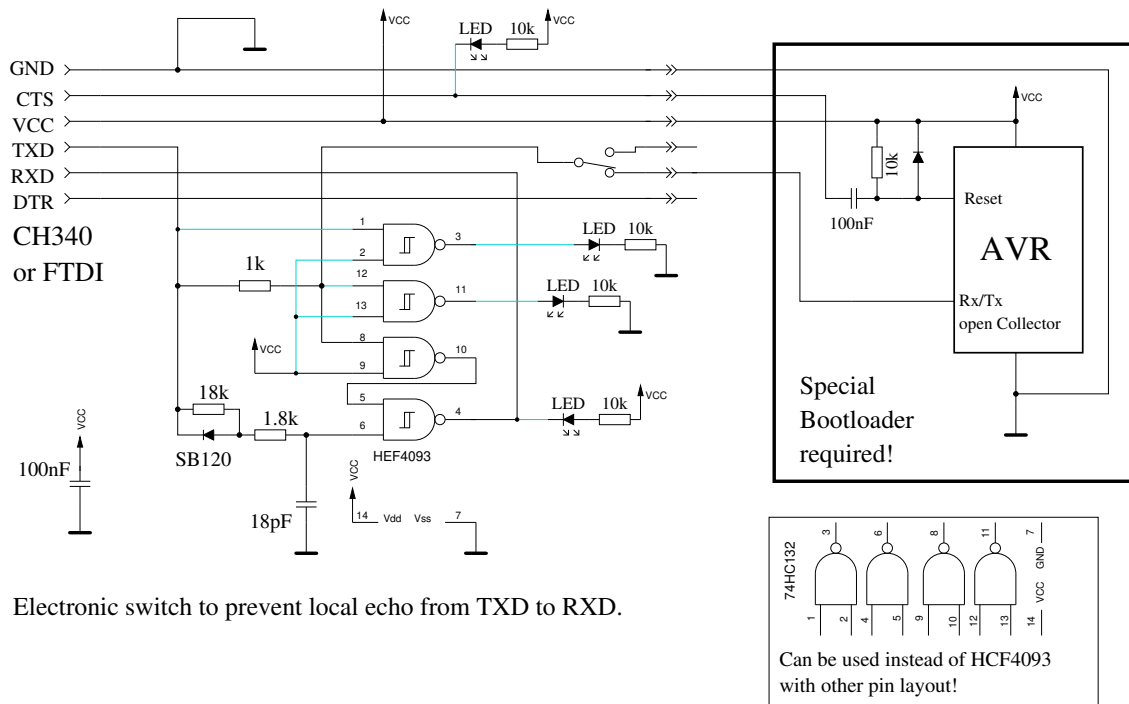 VCC
LED
10k
VCC
GND
CTS
VCC
TXD
RXD
DTR
CH340
or FTDI
VCC
10k
100nF
Reset
AVR
Rx/Tx
open Collector
Special
Bootloader
required!
1
2
3
LED
10k
1k
12
13
11
LED
10k
VCC
8
9
10
5
6
4
HEF4093
LED
10k
VCC
18k
SB120
1.8k
18pF
VCC
100nF
VCC
14
Vdd
Vss
7
Electronic switch to prevent local echo from TXD to RXD.
74HC132
3
6
8
11
7
GND
VCC
1
2
4
5
9
10
12
13
14
Can be used instead of HCF4093
with other pin layout!